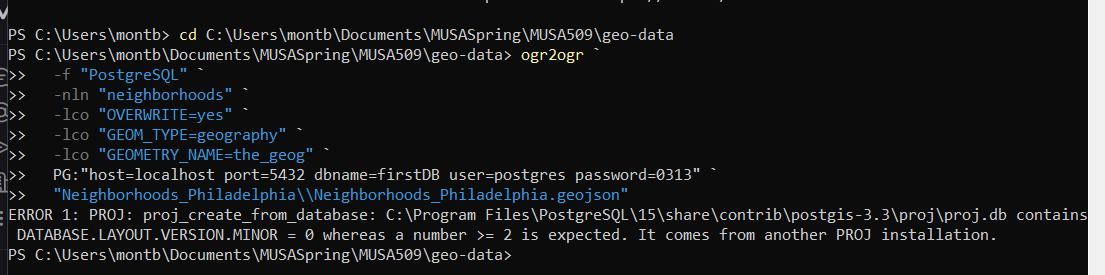 PS C:\Users\montb> cd C:\Users\montb\Documents\MUSASpring\MUSA509\geo-data
PS C:\Users\montb\Documents\MUSASpring\MUSA509\geo-data> ogr2ogr `
>>   -f "PostgreSQL" `
>>   -nln "neighborhoods" `
>>   -lco "OVERWRITE=yes" `
>>   -lco "GEOM_TYPE=geography" `
>>   -lco "GEOMETRY_NAME=the_geog" `
>>   PG:"host=localhost port=5432 dbname=firstDB user=postgres password=0313" `
>>   "Neighborhoods_Philadelphia\\Neighborhoods_Philadelphia.geojson"
ERROR 1: PROJ: proj_create_from_database: C:\Program Files\PostgreSQL\15\share\contrib\postgis-3.3\proj\proj.db contains
 DATABASE.LAYOUT.VERSION.MINOR = 0 whereas a number >= 2 is expected. It comes from another PROJ installation.
PS C:\Users\montb\Documents\MUSASpring\MUSA509\geo-data>